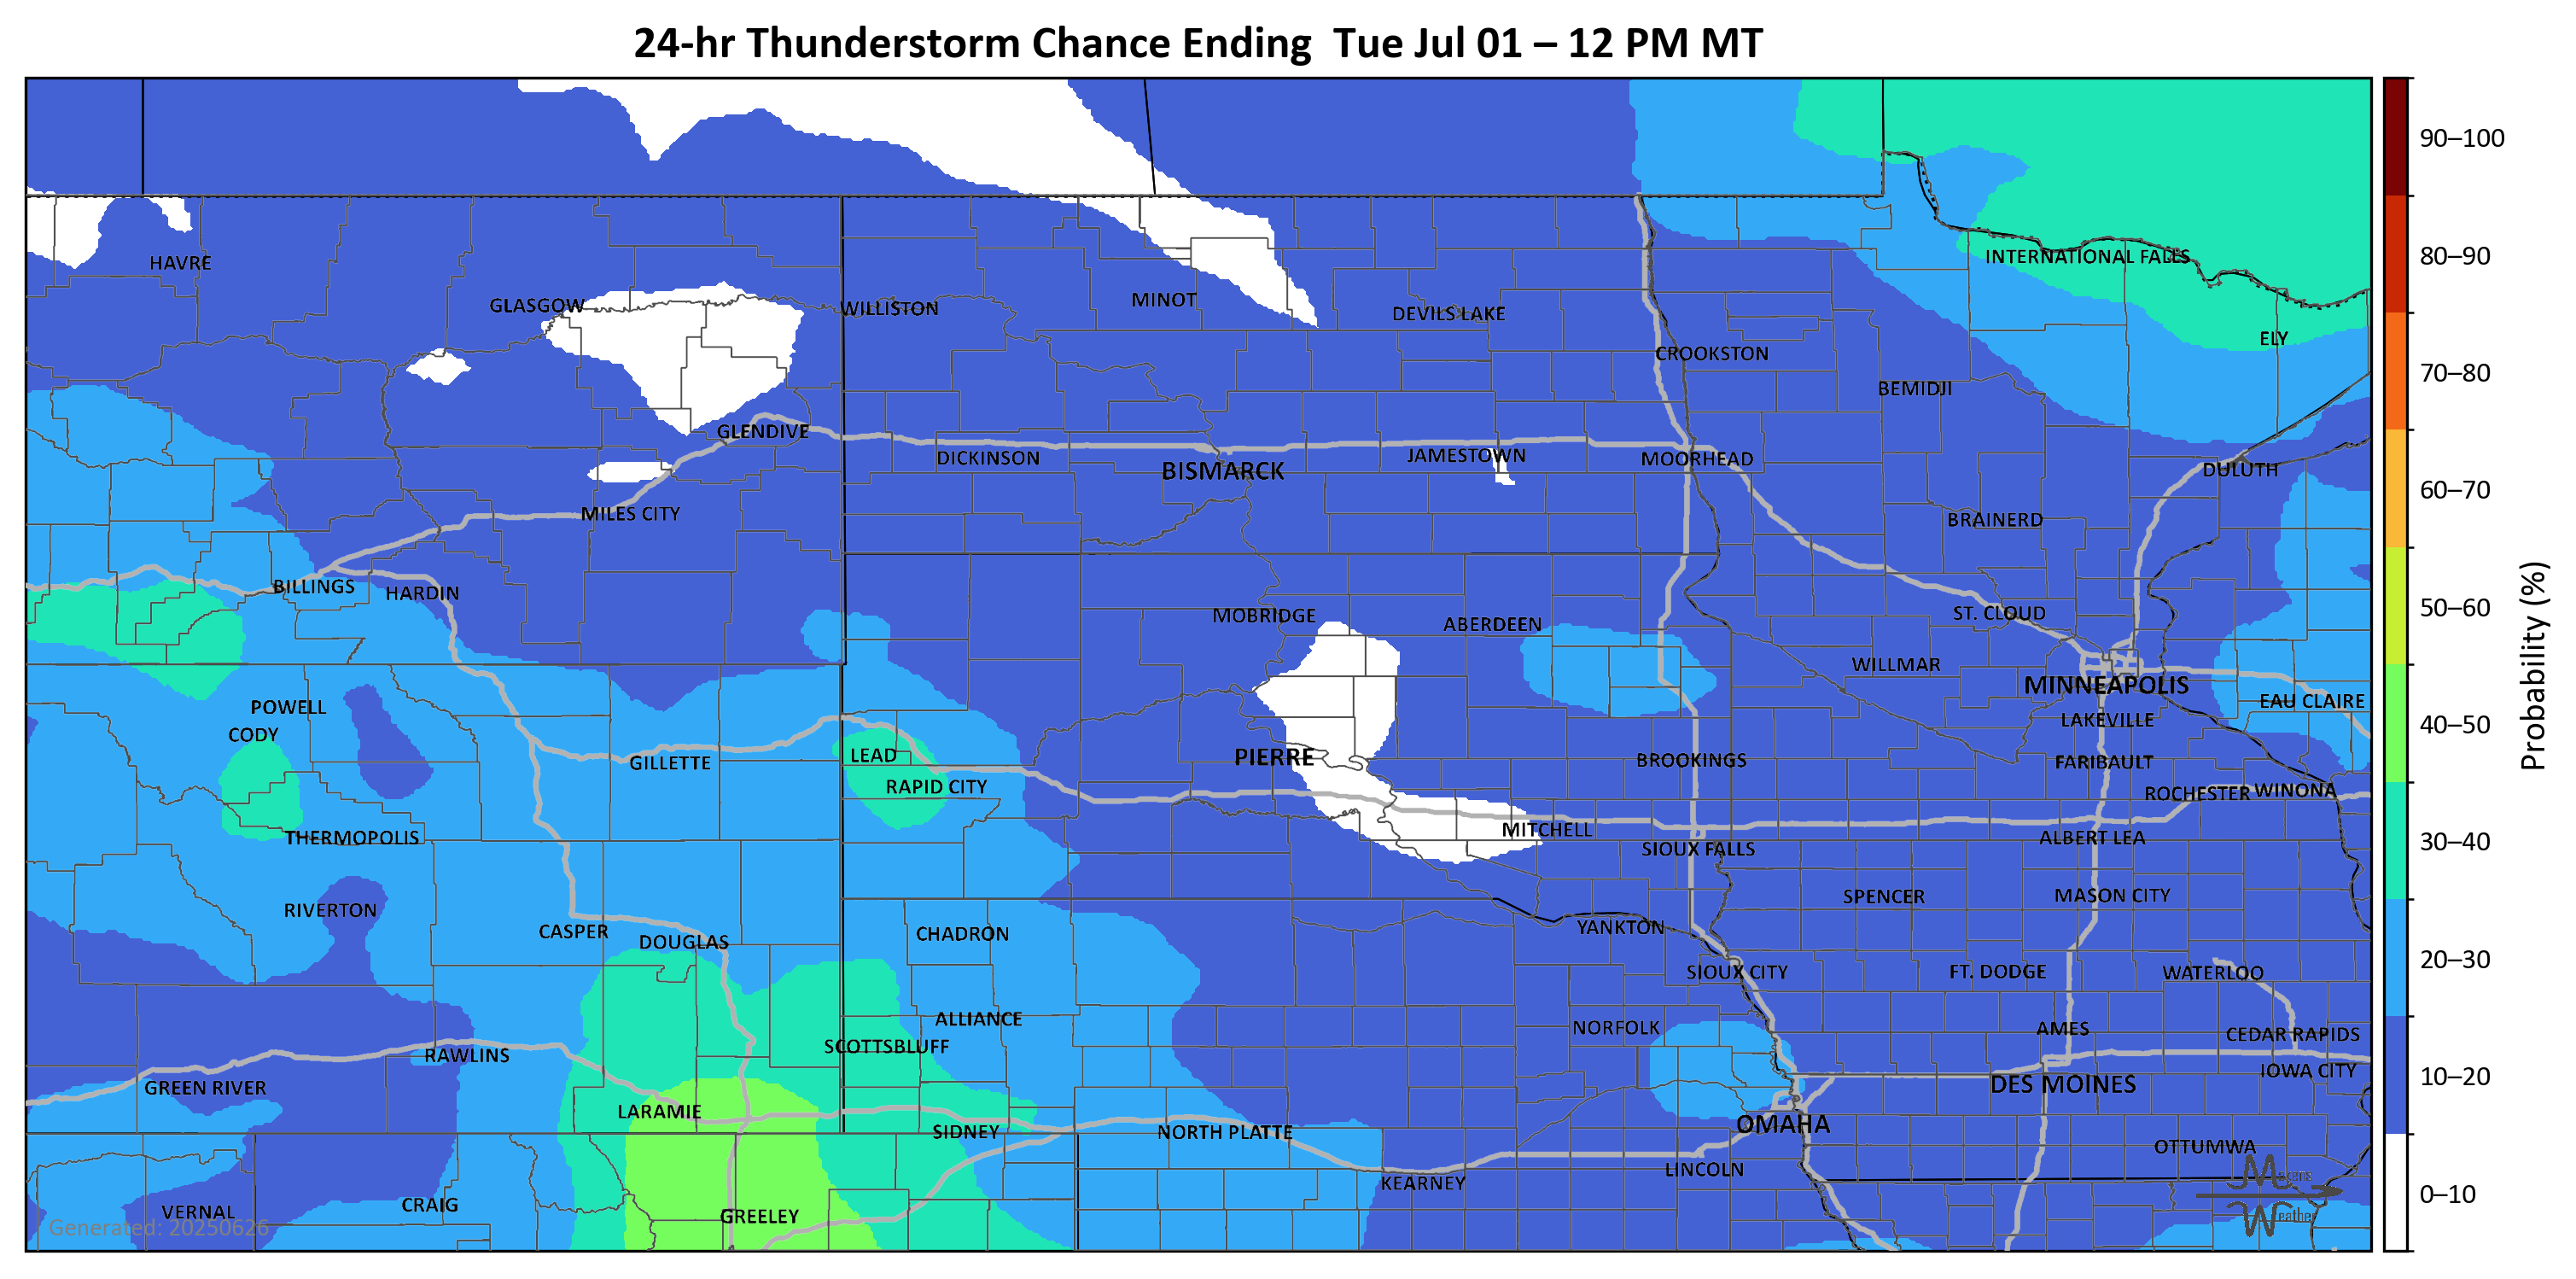 24-hr Thunderstorm Chance Ending  Tue Jul 01 – 12 PM MT
90–100
80–90
70–80
60–70
50–60
40–50
30–40
20–30
10–20
0–10
Probability (%)
HAVRE
INTERNATIONAL FALLS
GLASGOW
WILLISTON
MINOT
DEVILS LAKE
ELY
CROOKSTON
BEMIDJI
GLENDIVE
DICKINSON
BISMARCK
JAMESTOWN
MOORHEAD
DULUTH
MILES CITY
BRAINERD
BILLINGS
HARDIN
MOBRIDGE
ABERDEEN
ST. CLOUD
WILLMAR
MINNEAPOLIS
POWELL
EAU CLAIRE
CODY
LAKEVILLE
GILLETTE
LEAD
PIERRE
BROOKINGS
FARIBAULT
RAPID CITY
ROCHESTER
WINONA
THERMOPOLIS
MITCHELL
ALBERT LEA
SIOUX FALLS
RIVERTON
SPENCER
MASON CITY
CASPER
DOUGLAS
CHADRON
YANKTON
SIOUX CITY
FT. DODGE
WATERLOO
ALLIANCE
NORFOLK
AMES
CEDAR RAPIDS
RAWLINS
SCOTTSBLUFF
GREEN RIVER
DES MOINES
IOWA CITY
LARAMIE
OMAHA
SIDNEY
NORTH PLATTE
OTTUMWA
LINCOLN
KEARNEY
VERNAL
CRAIG
GREELEY
Generated: 20250626
Mekens
Weather